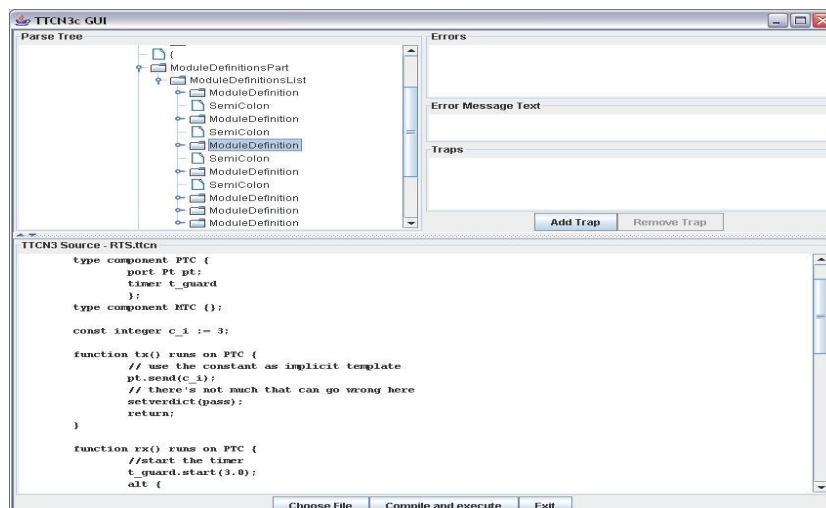 TTCN3c GUI
Parse Tree
{
ModuleDefinitionsPart
ModuleDefinitionsList
ModuleDefinition
SemiColon
ModuleDefinition
SemiColon
ModuleDefinition
SemiColon
ModuleDefinition
SemiColon
ModuleDefinition
ModuleDefinition
ModuleDefinition
Errors
Error Message Text
Traps
Add Trap
Remove Trap
TTCN3 Source - RTS.ttcn
type component PTC {
port Pt pt;
timer t_guard
};
type component MTC {};
const integer c_i := 3;
function tx() runs on PTC {
// use the constant as implicit template
pt.send(c_i);
// there's not much that can go wrong here
setverdict(pass);
return;
}
function rx() runs on PTC {
//start the timer
t_guard.start(3.0);
alt {
Choose File
Compile and execute
Exit